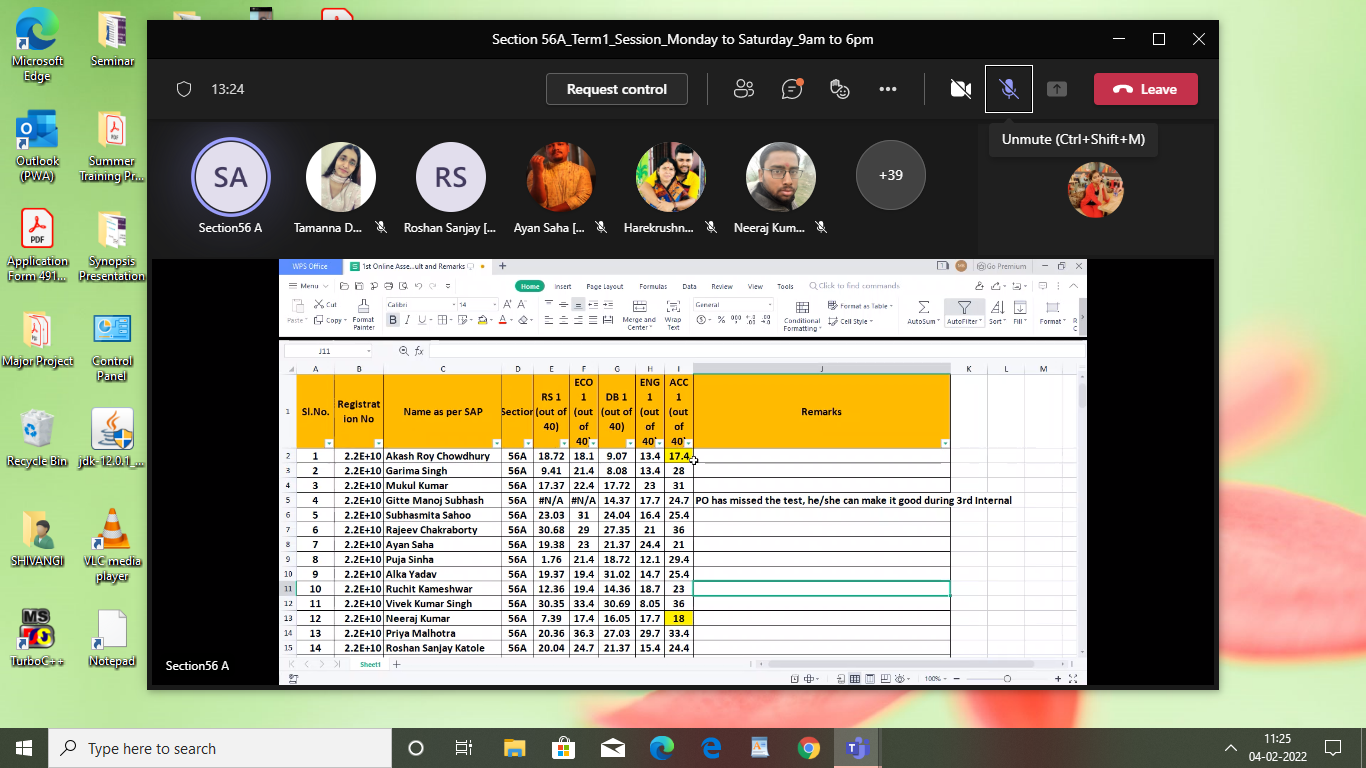 Microsoft Edge
Seminar
Outlook (PWA)
Summer Training Pr...
Application Form 491...
Synopsis Presentation
Major Project
Control Panel
Recycle Bin
jdk-12.0.1_...
SHIVANGI
VLC media player
TurboC++
Notepad
Section 56A_Term1_Session_Monday to Saturday_9am to 6pm
13:24
Request control
Leave
Unmute (Ctrl+Shift+M)
SA
RS
+39
Section56 A
Tamanna D...
Roshan Sanjay [...
Ayan Saha [...
Harekrushn...
Neeraj Kum...
WPS Office
1st Online Asse...ult and Remarks
Go Premium
Menu
Home
Insert
Page Layout
Formulas
Data
Review
View
Tools
Click to find commands
Paste
Cut
Copy
Format Painter
Calibri
14
Merge and Center
Wrap Text
General
Conditional Formatting
Format as Table
Cell Style
AutoSum
AutoFilter
Sort
Fill
Format
J11
fx
A B C D E F G H I J K L M
1 Sl.No. Registrat ion No Name as per SAP Section RS 1 (out of 40) ECO 1 (out of 40) DB 1 (out of 40) ENG 1 (out of 40) ACC 1 (out of 40) Remarks
2 1 2.2E+10 Akash Roy Chowdhury 56A 18.72 18.1 9.07 13.4 17.4
3 2 2.2E+10 Garima Singh 56A 9.41 21.4 8.08 13.4 28
4 3 2.2E+10 Mukul Kumar 56A 17.37 22.4 17.72 23 31
5 4 2.2E+10 Gitte Manoj Subhash 56A #N/A #N/A 14.37 17.7 24.7 PO has missed the test, he/she can make it good during 3rd Internal
6 5 2.2E+10 Subhasmita Sahoo 56A 23.03 31 24.04 16.4 25.4
7 6 2.2E+10 Rajeev Chakraborty 56A 30.68 29 27.35 21 36
8 7 2.2E+10 Ayan Saha 56A 19.38 23 21.37 24.4 21
9 8 2.2E+10 Puja Sinha 56A 1.76 21.4 18.72 12.1 29.4
10 9 2.2E+10 Alka Yadav 56A 19.37 19.4 31.02 14.7 25.4
11 10 2.2E+10 Ruchit Kameshwar 56A 12.36 19.4 14.36 18.7 23
12 11 2.2E+10 Vivek Kumar Singh 56A 30.35 33.4 30.69 8.05 36
13 12 2.2E+10 Neeraj Kumar 56A 7.39 17.4 16.05 17.7 18
14 13 2.2E+10 Priya Malhotra 56A 20.36 36.3 27.03 29.7 33.4
15 14 2.2E+10 Roshan Sanjay Katole 56A 20.04 24.7 21.37 15.4 24.4
Sheet1
100%
Section56 A
Type here to search
11:25
04-02-2022